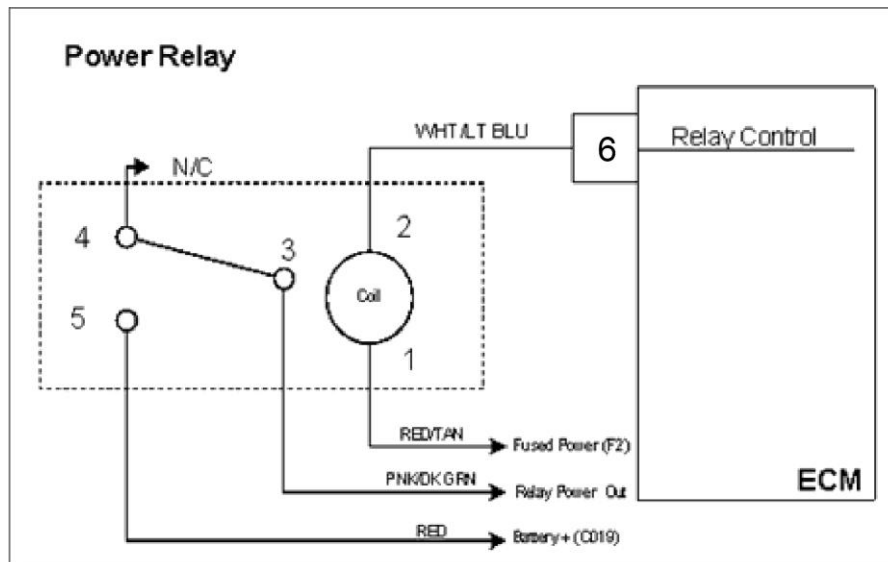 Power Relay
WHT/LT BLU
6
Relay Control
N/C
4
3
2
5
Coil
1
RED/TAN
Fused Power (F2)
PNK/DK GRN
Relay Power Out
ECM
RED
Battery + (C019)